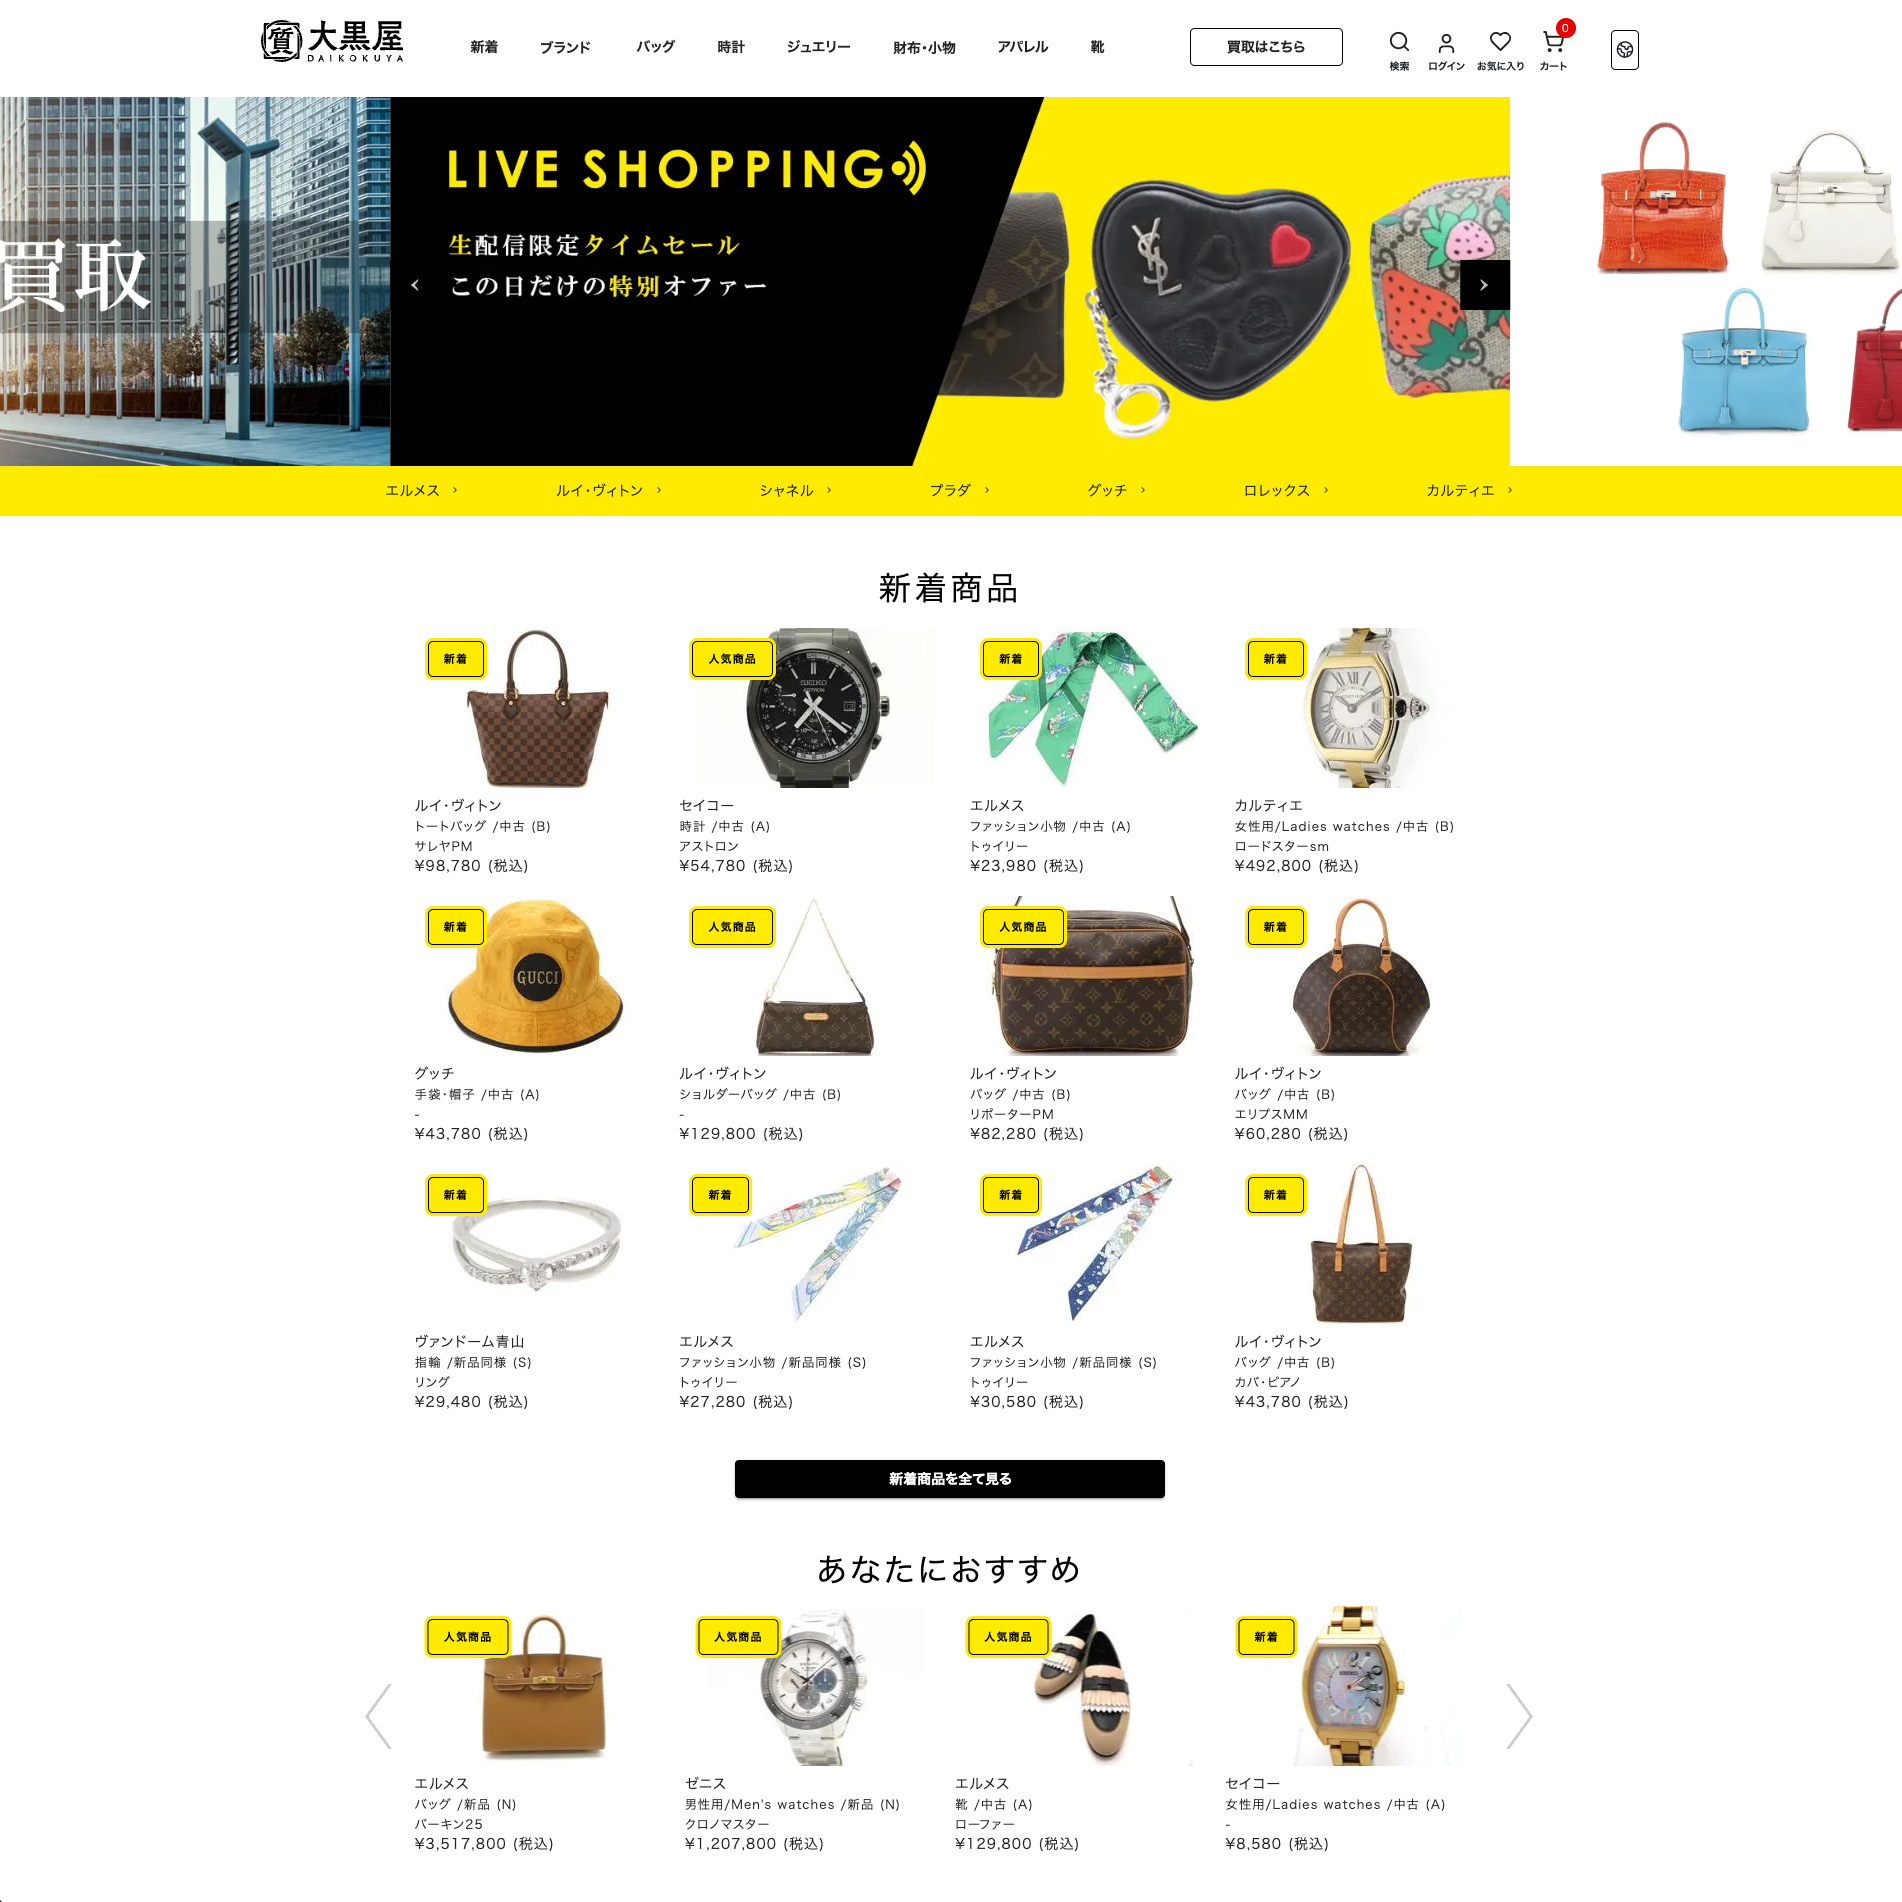 質 大黒屋
DAIKOKUYA
新着
ブランド
バッグ
時計
ジュエリー
財布・小物
アパレル
靴
買取はこちら
検索
ログイン
お気に入り
0
カート
買取
LIVE SHOPPING
生配信限定タイムセール
この日だけの特別オファー
YSL
エルメス
ルイ・ヴィトン
シャネル
プラダ
グッチ
ロレックス
カルティエ
新着商品
新着
人気商品
新着
新着
SEIKO
ASTRON
ルイ・ヴィトン
トートバッグ /中古 (B)
サレヤPM
¥98,780 (税込)
セイコー
時計 /中古 (A)
アストロン
¥54,780 (税込)
エルメス
ファッション小物 /中古 (A)
トゥイリー
¥23,980 (税込)
カルティエ
女性用/Ladies watches /中古 (B)
ロードスターsm
¥492,800 (税込)
新着
人気商品
人気商品
新着
GUCCI
グッチ
手袋・帽子 /中古 (A)
-
¥43,780 (税込)
ルイ・ヴィトン
ショルダーバッグ /中古 (B)
-
¥129,800 (税込)
ルイ・ヴィトン
バッグ /中古 (B)
リポーターPM
¥82,280 (税込)
ルイ・ヴィトン
バッグ /中古 (B)
エリプスMM
¥60,280 (税込)
新着
新着
新着
新着
ヴァンドーム青山
指輪 /新品同様 (S)
リング
¥29,480 (税込)
エルメス
ファッション小物 /新品同様 (S)
トゥイリー
¥27,280 (税込)
エルメス
ファッション小物 /新品同様 (S)
トゥイリー
¥30,580 (税込)
ルイ・ヴィトン
バッグ /中古 (B)
カバ・ピアノ
¥43,780 (税込)
新着商品を全て見る
あなたにおすすめ
人気商品
人気商品
人気商品
新着
エルメス
バッグ /新品 (N)
バーキン25
¥3,517,800 (税込)
ゼニス
男性用/Men's watches /新品 (N)
クロノマスター
¥1,207,800 (税込)
エルメス
靴 /中古 (A)
ローファー
¥129,800 (税込)
セイコー
女性用/Ladies watches /中古 (A)
-
¥8,580 (税込)